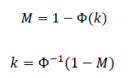 M = 1 − Φ(k)
k = Φ⁻¹(1 − M)